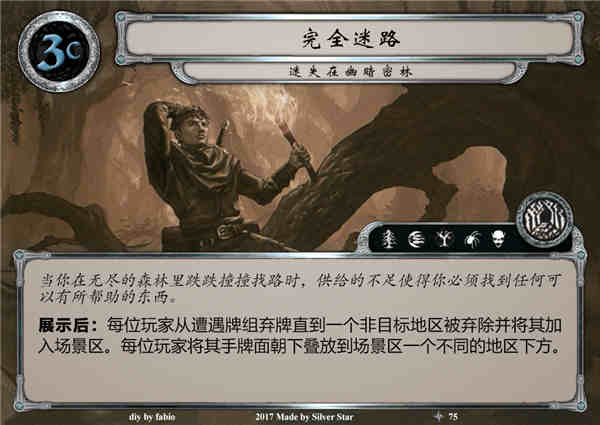 3C
完全迷路
迷失在幽暗密林
当你在无尽的森林里跌跌撞撞找路时，供给的不足使得你必须找到任何可
以有所帮助的东西。
展示后：每位玩家从遭遇牌组弃牌直到一个非目标地区被弃除并将其加
入场景区。每位玩家将其手牌面朝下叠放到场景区一个不同的地区下方。
diy by fabio 2017 Made by Silver Star 75